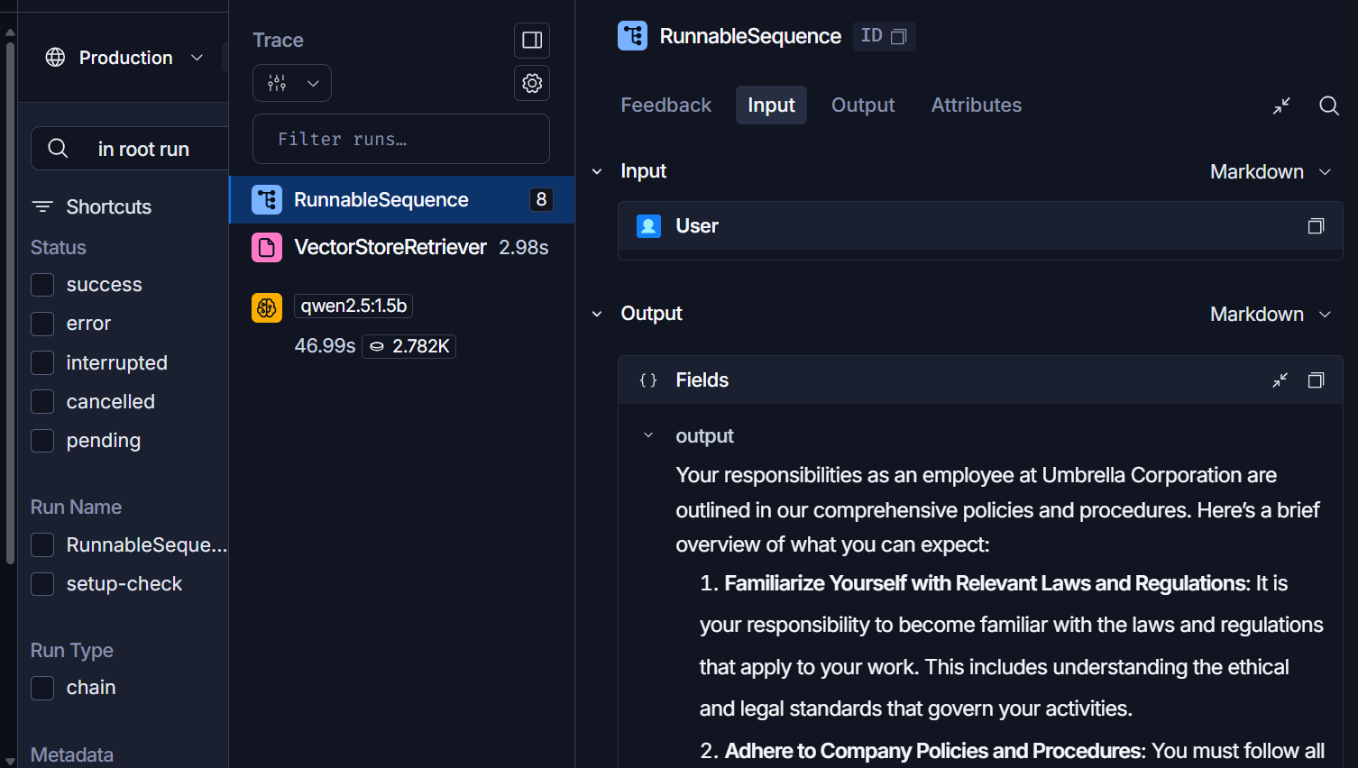 Production
in root run
Shortcuts
Status
success
error
interrupted
cancelled
pending
Run Name
RunnableSeque...
setup-check
Run Type
chain
Metadata
Trace
Filter runs…
RunnableSequence 8
VectorStoreRetriever 2.98s
qwen2.5:1.5b
46.99s 2.782K
RunnableSequence ID
Feedback Input Output Attributes
Input Markdown
User
Output Markdown
{} Fields
output
Your responsibilities as an employee at Umbrella Corporation are
outlined in our comprehensive policies and procedures. Here’s a brief
overview of what you can expect:
1. Familiarize Yourself with Relevant Laws and Regulations: It is
your responsibility to become familiar with the laws and regulations
that apply to your work. This includes understanding the ethical
and legal standards that govern your activities.
2. Adhere to Company Policies and Procedures: You must follow all